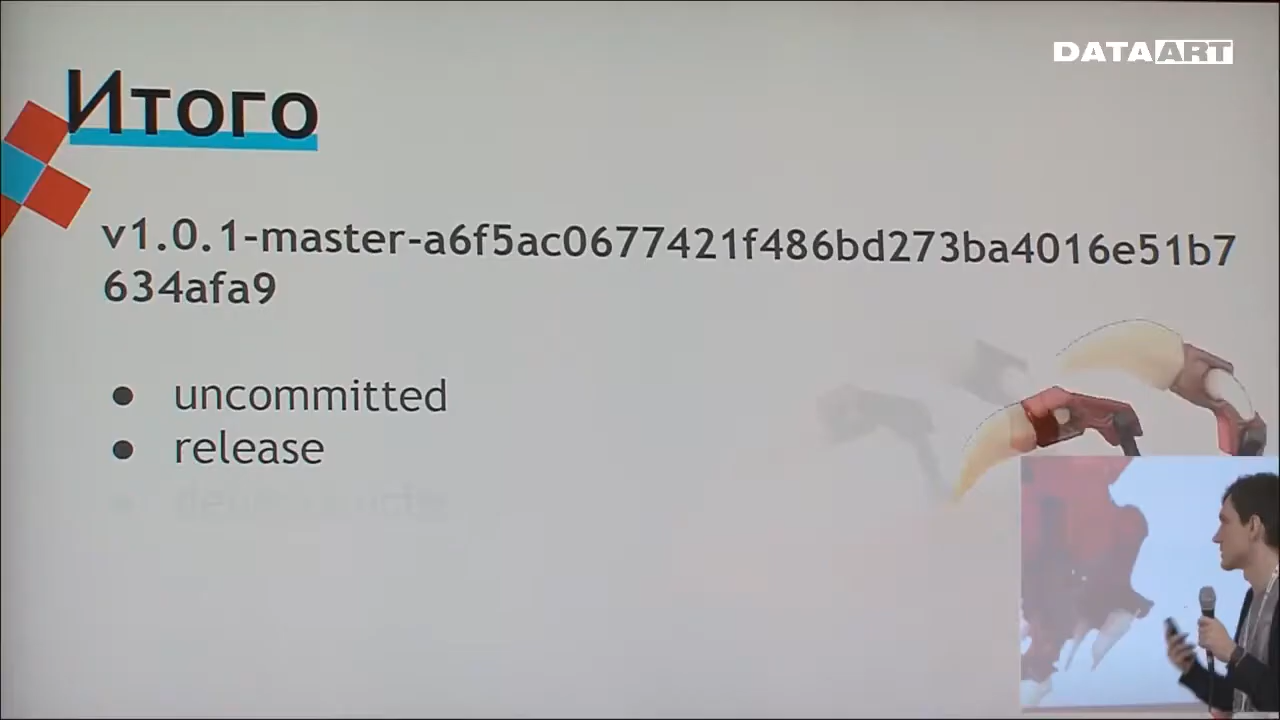 DATAART
Итого
v1.0.1-master-a6f5ac0677421f486bd273ba4016e51b7
634afa9
● uncommitted
● release